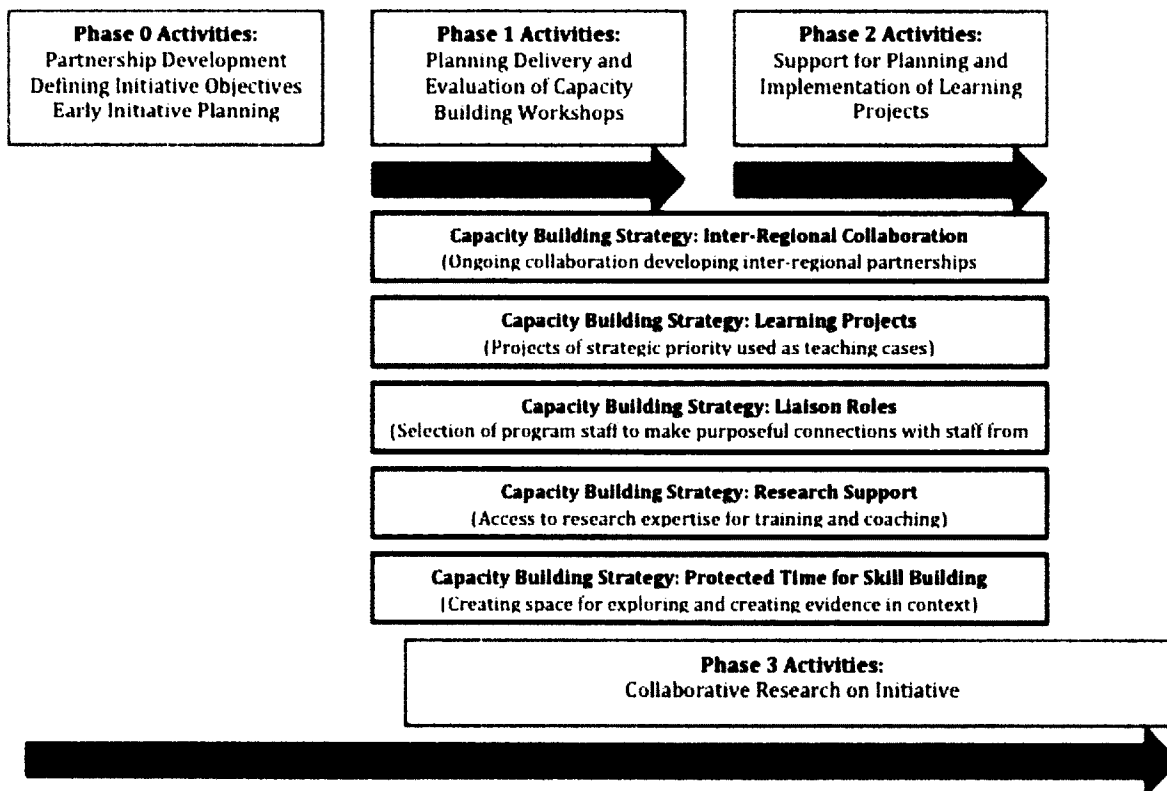 Phase 0 Activities:
Partnership Development
Defining Initiative Objectives
Early Initiative Planning
Phase 1 Activities:
Planning Delivery and
Evaluation of Capacity
Building Workshops
Phase 2 Activities:
Support for Planning and
Implementation of Learning
Projects
Capacity Building Strategy: Inter-Regional Collaboration
(Ongoing collaboration developing inter-regional partnerships
Capacity Building Strategy: Learning Projects
(Projects of strategic priority used as teaching cases)
Capacity Building Strategy: Liaison Roles
(Selection of program staff to make purposeful connections with staff from
Capacity Building Strategy: Research Support
(Access to research expertise for training and coaching)
Capacity Building Strategy: Protected Time for Skill Building
(Creating space for exploring and creating evidence in context)
Phase 3 Activities:
Collaborative Research on Initiative